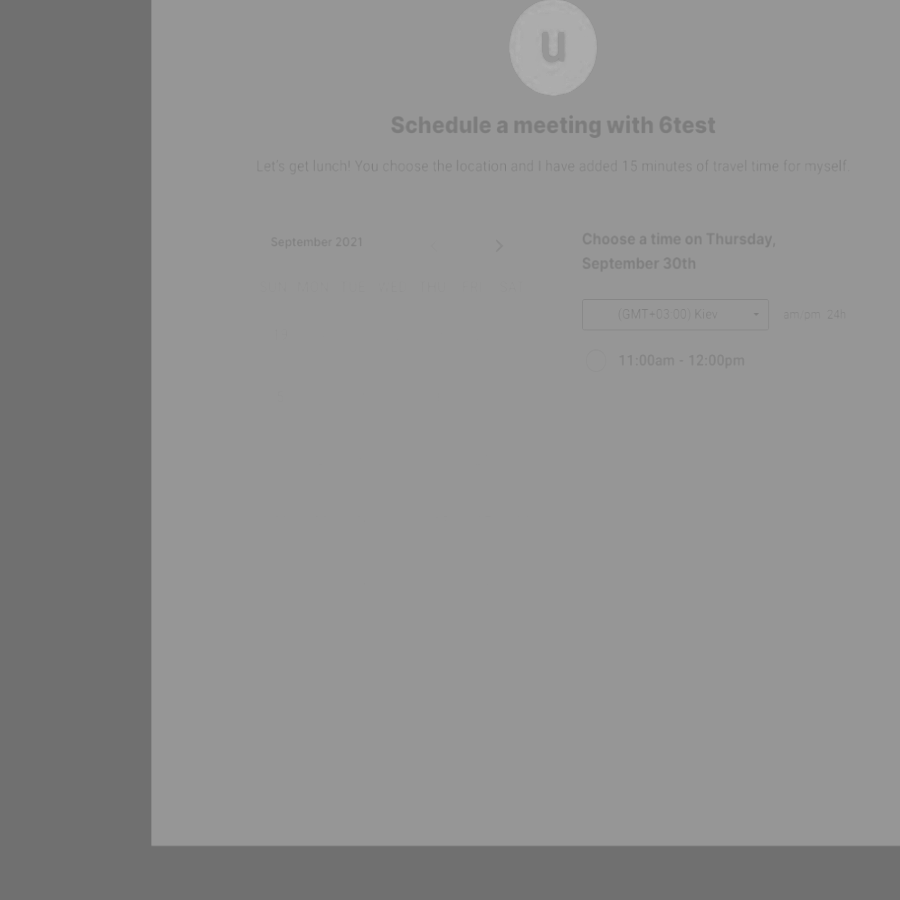 u
Schedule a meeting with 6test
Let's get lunch! You choose the location and I have added 15 minutes of travel time for myself
September 2021
Choose a time on Thursday,
September 30th
(GMT+03:00) Kiev
am/pm 24h
11:00am - 12:00pm